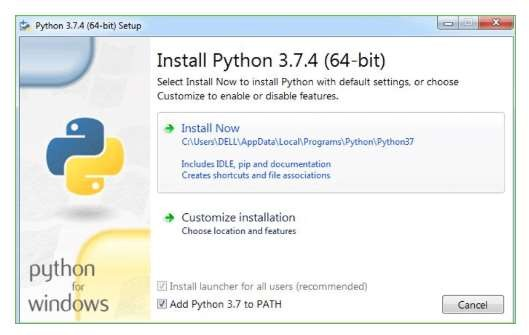 Python 3.7.4 (64-bit) Setup
Install Python 3.7.4 (64-bit)
Select Install Now to install Python with default settings, or choose
Customize to enable or disable features.
Install Now
C:\Users\DELL\AppData\Local\Programs\Python\Python37
Includes IDLE, pip and documentation
Creates shortcuts and file associations
Customize installation
Choose location and features
python
for
windows
Install launcher for all users (recommended)
Add Python 3.7 to PATH
Cancel